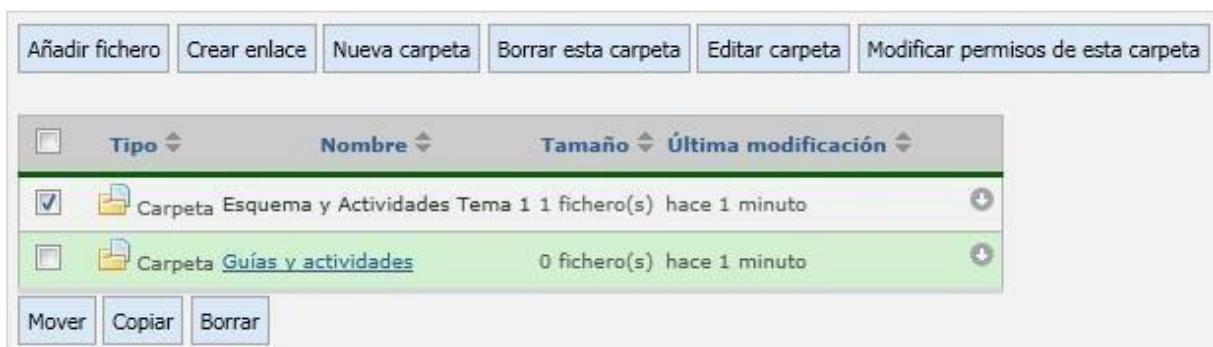 Añadir fichero Crear enlace Nueva carpeta Borrar esta carpeta Editar carpeta Modificar permisos de esta carpeta
Tipo Nombre Tamaño Última modificación
Carpeta Esquema y Actividades Tema 1 1 fichero(s) hace 1 minuto
Carpeta Guías y actividades 0 fichero(s) hace 1 minuto
Mover Copiar Borrar